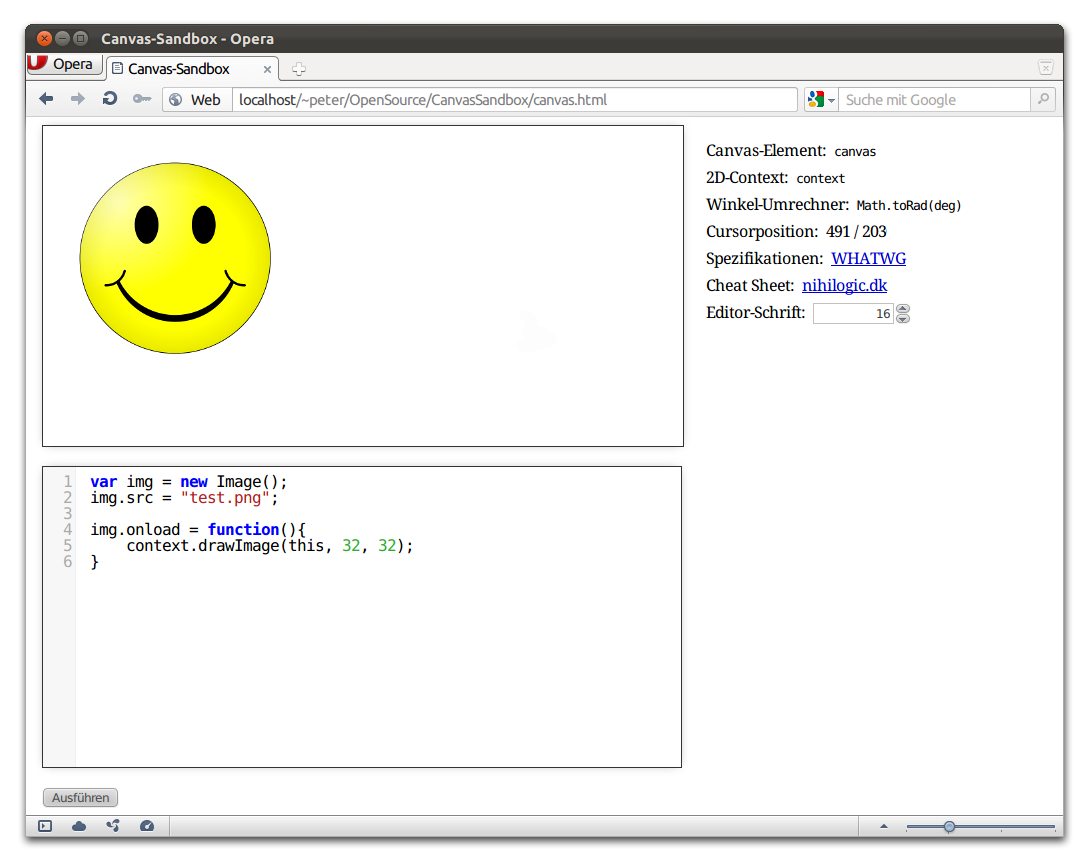 Canvas-Sandbox - Opera
Opera
Canvas-Sandbox
Web
localhost/~peter/OpenSource/CanvasSandbox/canvas.html
Suche mit Google
Canvas-Element: canvas
2D-Context: context
Winkel-Umrechner: Math.toRad(deg)
Cursorposition: 491 / 203
Spezifikationen: WHATWG
Cheat Sheet: nihilogic.dk
Editor-Schrift: 16
1 var img = new Image();
2 img.src = "test.png";
3
4 img.onload = function(){
5     context.drawImage(this, 32, 32);
6 }
Ausführen